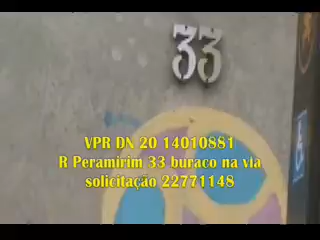 33
VPR DN 20 14010881
R Peramirim 33 buraco na via
solicitação 22771148